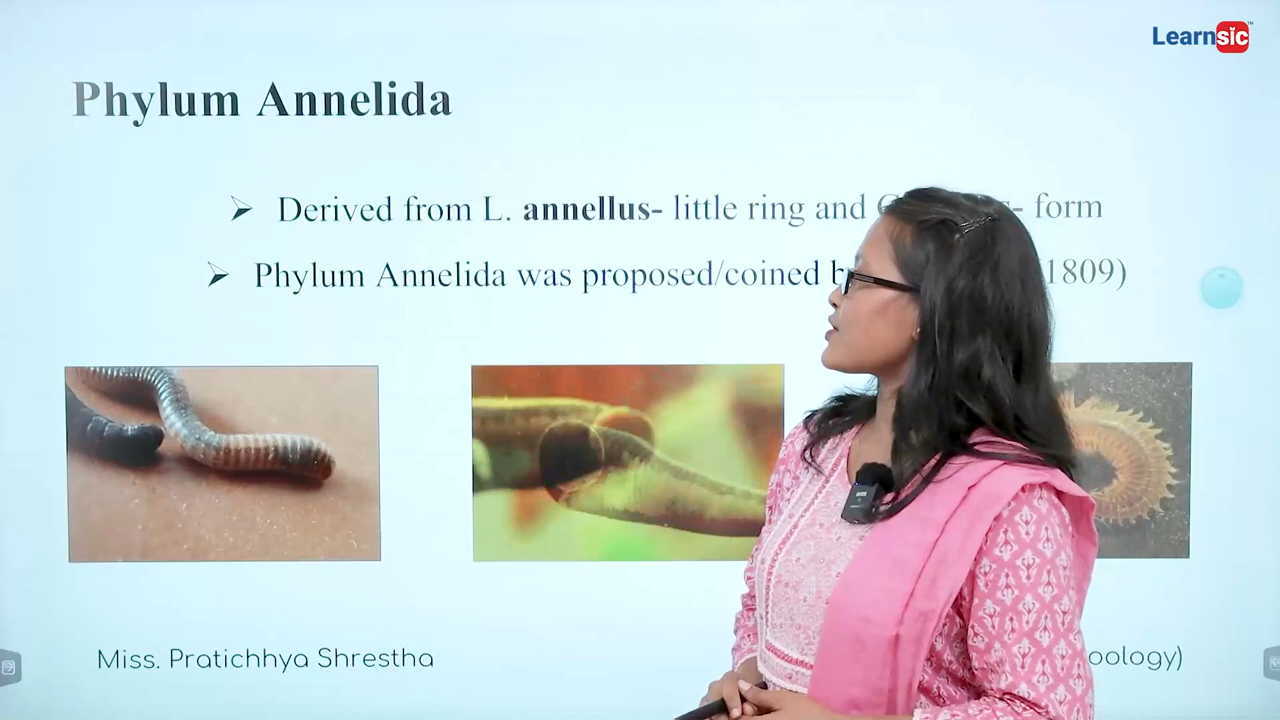 Learnsic™
Phylum Annelida
➢ Derived from L. annellus- little ring and - form
➢ Phylum Annelida was proposed/coined 1809)
Miss. Pratichhya Shrestha oology)